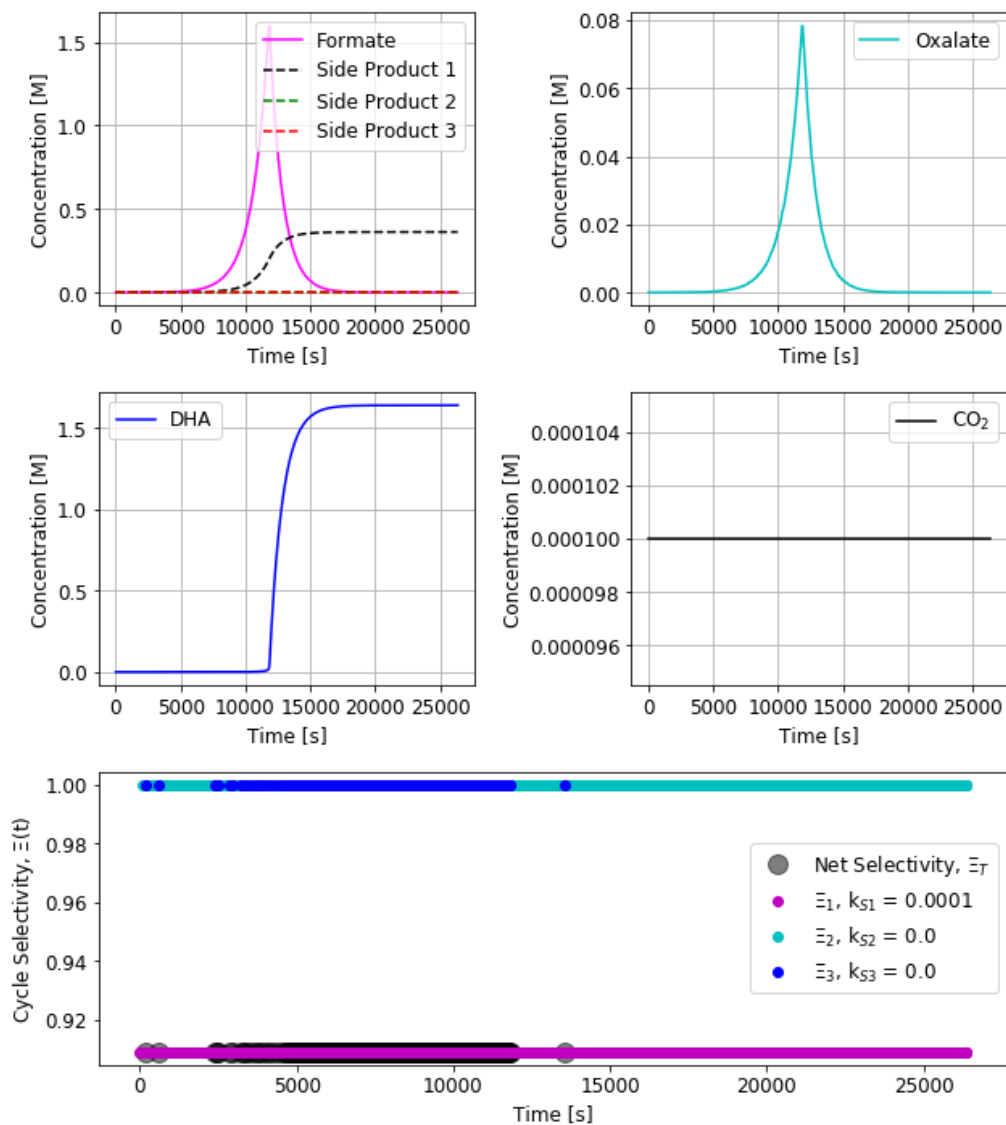 Concentration [M]
1.5
1.0
0.5
0.0
Formate
Side Product 1
Side Product 2
Side Product 3
0 5000 10000 15000 20000 25000
Time [s]
Concentration [M]
0.08
0.06
0.04
0.02
0.00
Oxalate
0 5000 10000 15000 20000 25000
Time [s]
Concentration [M]
1.5
1.0
0.5
0.0
DHA
0 5000 10000 15000 20000 25000
Time [s]
Concentration [M]
0.000104
0.000102
0.000100
0.000098
0.000096
CO₂
0 5000 10000 15000 20000 25000
Time [s]
Cycle Selectivity, Ξ(t)
1.00
0.98
0.96
0.94
0.92
Net Selectivity, Ξ_T
Ξ₁, k_S1 = 0.0001
Ξ₂, k_S2 = 0.0
Ξ₃, k_S3 = 0.0
0 5000 10000 15000 20000 25000
Time [s]